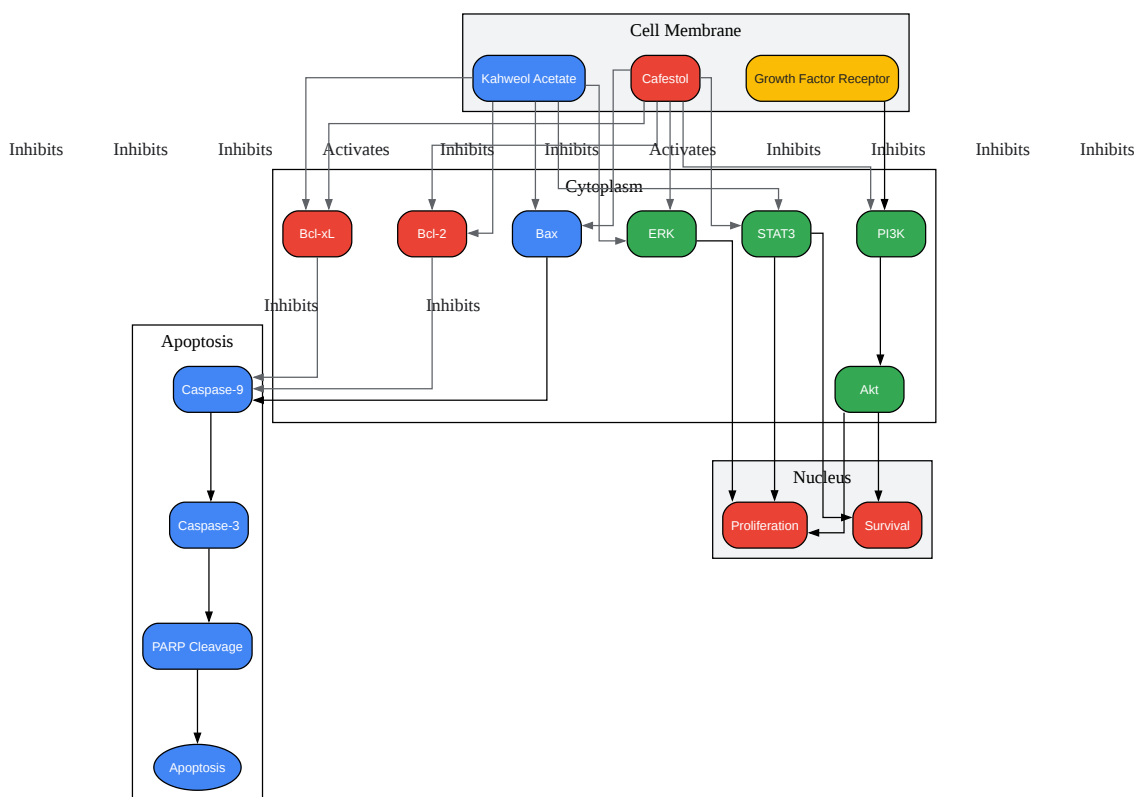 Cell Membrane
Kahweol Acetate Cafestol Growth Factor Receptor
Inhibits Inhibits Inhibits Activates Inhibits Inhibits Activates Inhibits Inhibits Inhibits Inhibits
Cytoplasm
Bcl-xL Bcl-2 Bax ERK STAT3 PI3K
Inhibits Inhibits
Apoptosis
Caspase-9 Akt
Nucleus
Caspase-3 Proliferation Survival
PARP Cleavage
Apoptosis